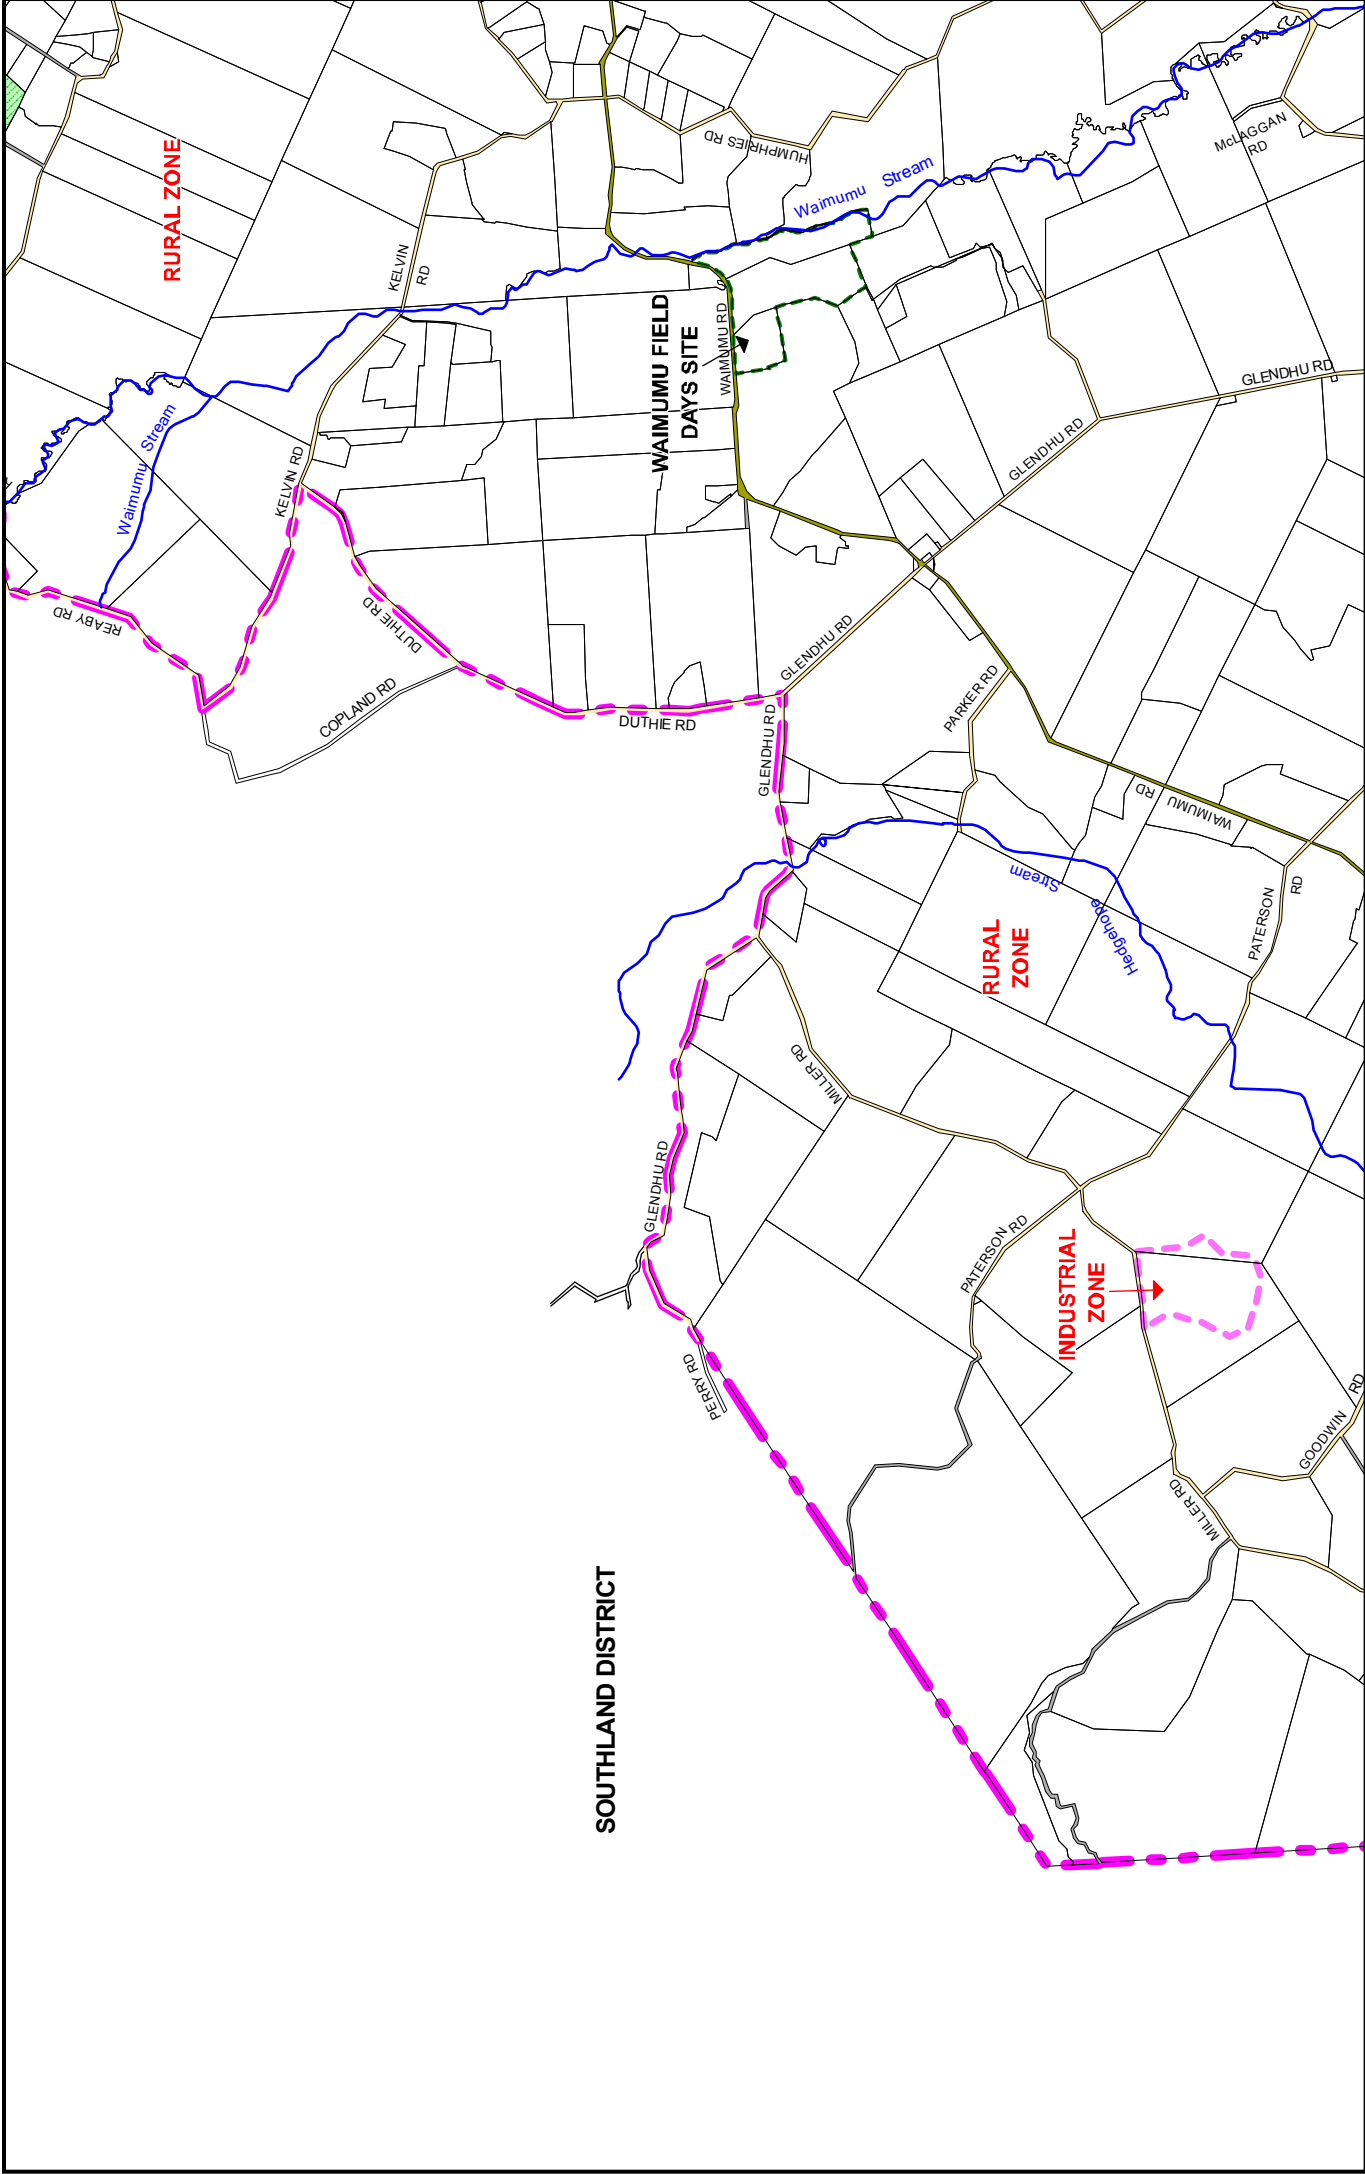 RURAL ZONE
KELVIN
RD
HUMPHRIES RD
McLAGGAN
RD
Waimumu Stream
WAIMUMU FIELD
DAYS SITE
WAIMUMU RD
Waimumu Stream
KELVIN RD
GLENDHU RD
GLENDHU RD
REABY RD
DUTHIE RD
COPLAND RD
DUTHIE RD
GLENDHU RD
GLENDHU RD
PARKER RD
WAIMUMU RD
Hedgehope Stream
PATERSON
RD
RURAL
ZONE
MILLER RD
GLENDHU RD
PATERSON RD
INDUSTRIAL
ZONE
PERRY RD
GOODWIN RD
MILLER RD
SOUTHLAND DISTRICT